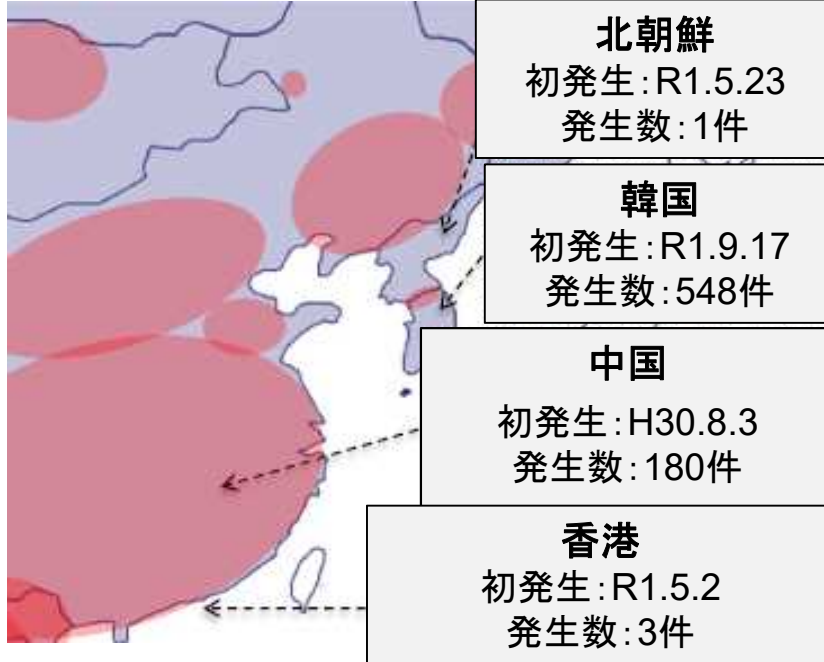 北朝鮮
初発生:R1.5.23
発生数:1件
韓国
初発生:R1.9.17
発生数:548件
中国
初発生:H30.8.3
発生数:180件
香港
初発生:R1.5.2
発生数:3件